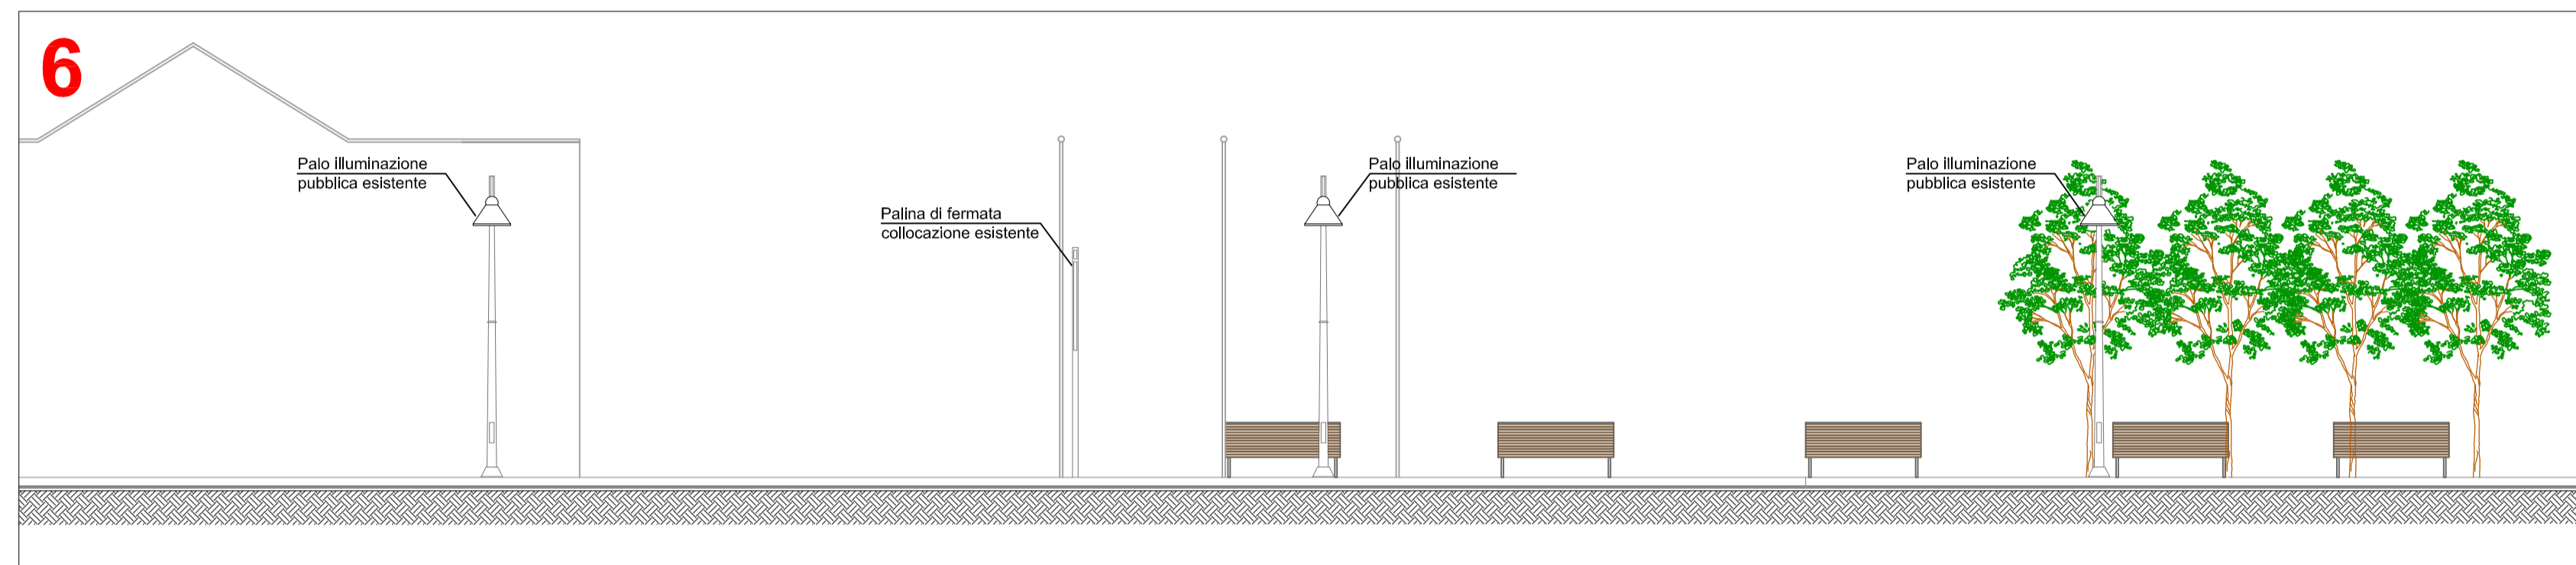 6
Palo illuminazione
pubblica esistente
Palina di fermata
collocazione esistente
Palo illuminazione
pubblica esistente
Palo illuminazione
pubblica esistente